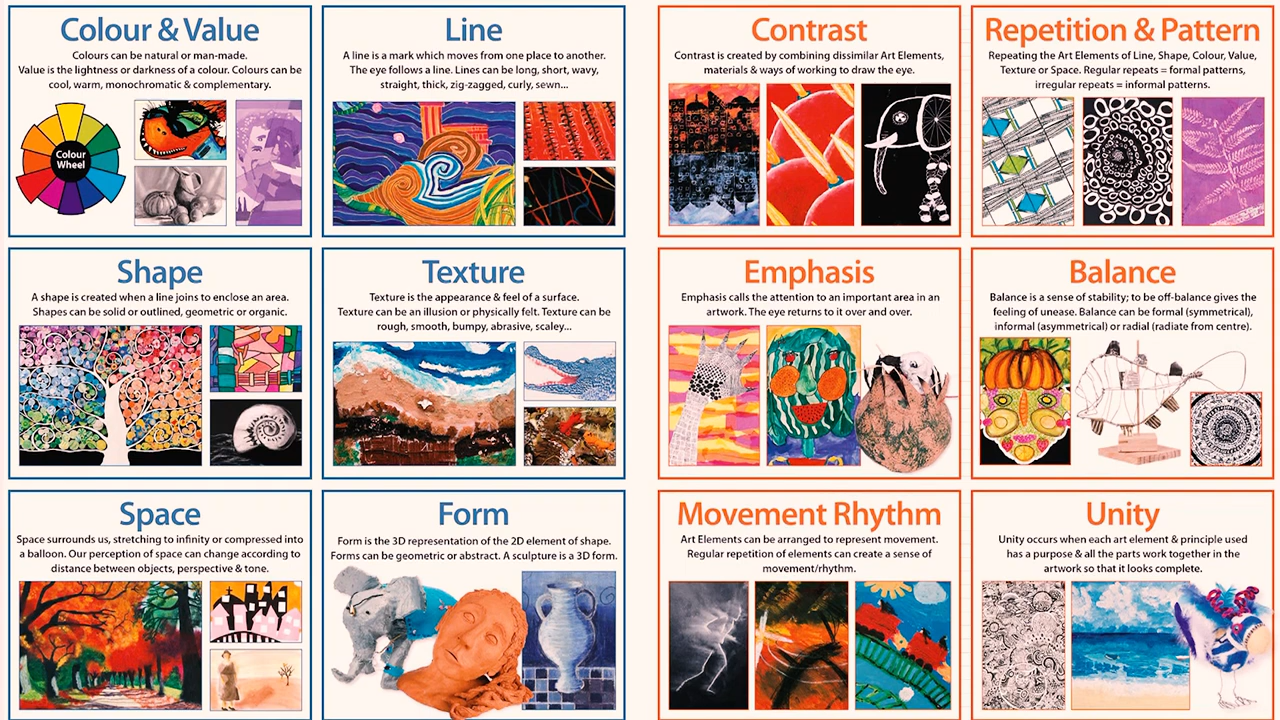 Colour & Value
Colours can be natural or man-made.
Value is the lightness or darkness of a colour. Colours can be
cool, warm, monochromatic & complementary.
Colour
Wheel
Line
A line is a mark which moves from one place to another.
The eye follows a line. Lines can be long, short, wavy,
straight, thick, zig-zagged, curly, sewn...
Contrast
Contrast is created by combining dissimilar Art Elements,
materials & ways of working to draw the eye.
Repetition & Pattern
Repeating the Art Elements of Line, Shape, Colour, Value,
Texture or Space. Regular repeats = formal patterns,
irregular repeats = informal patterns.
Shape
A shape is created when a line joins to enclose an area.
Shapes can be solid or outlined, geometric or organic.
Texture
Texture is the appearance & feel of a surface.
Texture can be an illusion or physically felt. Texture can be
rough, smooth, bumpy, abrasive, scaley...
Emphasis
Emphasis calls the attention to an important area in an
artwork. The eye returns to it over and over.
Balance
Balance is a sense of stability; to be off-balance gives the
feeling of unease. Balance can be formal (symmetrical),
informal (asymmetrical) or radial (radiate from centre).
Space
Space surrounds us, stretching to infinity or compressed into
a balloon. Our perception of space can change according to
distance between objects, perspective & tone.
Form
Form is the 3D representation of the 2D element of shape.
Forms can be geometric or abstract. A sculpture is a 3D form.
Movement Rhythm
Art Elements can be arranged to represent movement.
Regular repetition of elements can create a sense of
movement/rhythm.
Unity
Unity occurs when each art element & principle used
has a purpose & all the parts work together in the
artwork so that it looks complete.